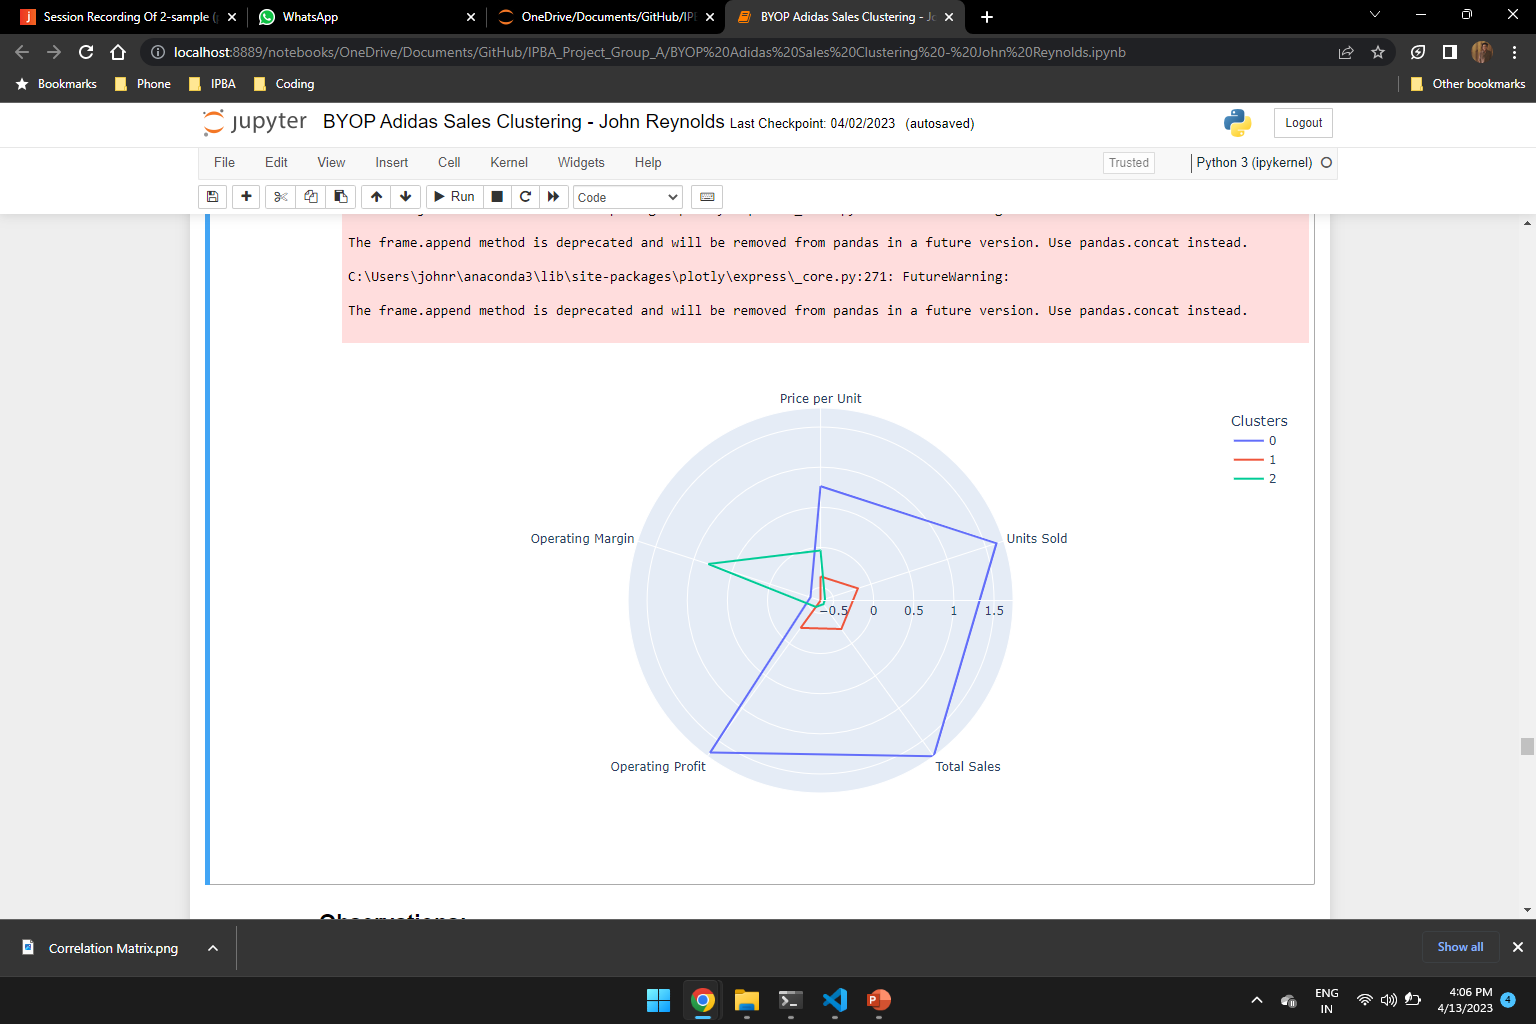 Session Recording Of 2-sample (
WhatsApp
OneDrive/Documents/GitHub/IP
BYOP Adidas Sales Clustering - Jo
localhost:8889/notebooks/OneDrive/Documents/GitHub/IPBA_Project_Group_A/BYOP%20Adidas%20Sales%20Clustering%20-%20John%20Reynolds.ipynb
Bookmarks Phone IPBA Coding Other bookmarks
jupyter BYOP Adidas Sales Clustering - John Reynolds Last Checkpoint: 04/02/2023 (autosaved) Logout
File Edit View Insert Cell Kernel Widgets Help Trusted Python 3 (ipykernel)
Run Code
The frame.append method is deprecated and will be removed from pandas in a future version. Use pandas.concat instead.
C:\Users\johnr\anaconda3\lib\site-packages\plotly\express\_core.py:271: FutureWarning:
The frame.append method is deprecated and will be removed from pandas in a future version. Use pandas.concat instead.
Price per Unit
Clusters
0
1
2
Operating Margin
Units Sold
−0.5 0 0.5 1 1.5
Operating Profit
Total Sales
Observations:
Correlation Matrix.png
Show all
ENG
IN
4:06 PM
4/13/2023
4